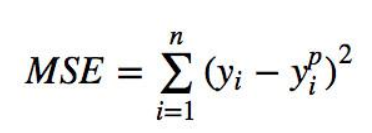 MSE = \sum_{i=1}^{n} (y_i - y_i^p)^2